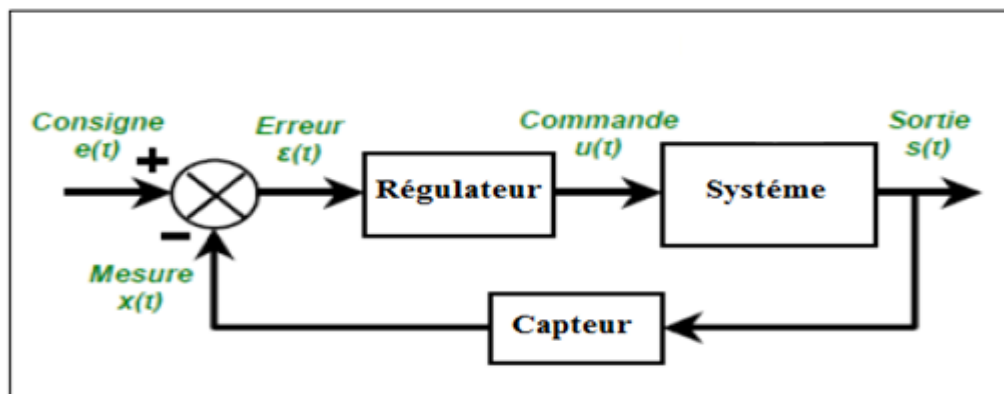 Consigne
e(t)
+
Erreur
ε(t)
Commande
u(t)
Sortie
s(t)
Régulateur
Systéme
−
Mesure
x(t)
Capteur